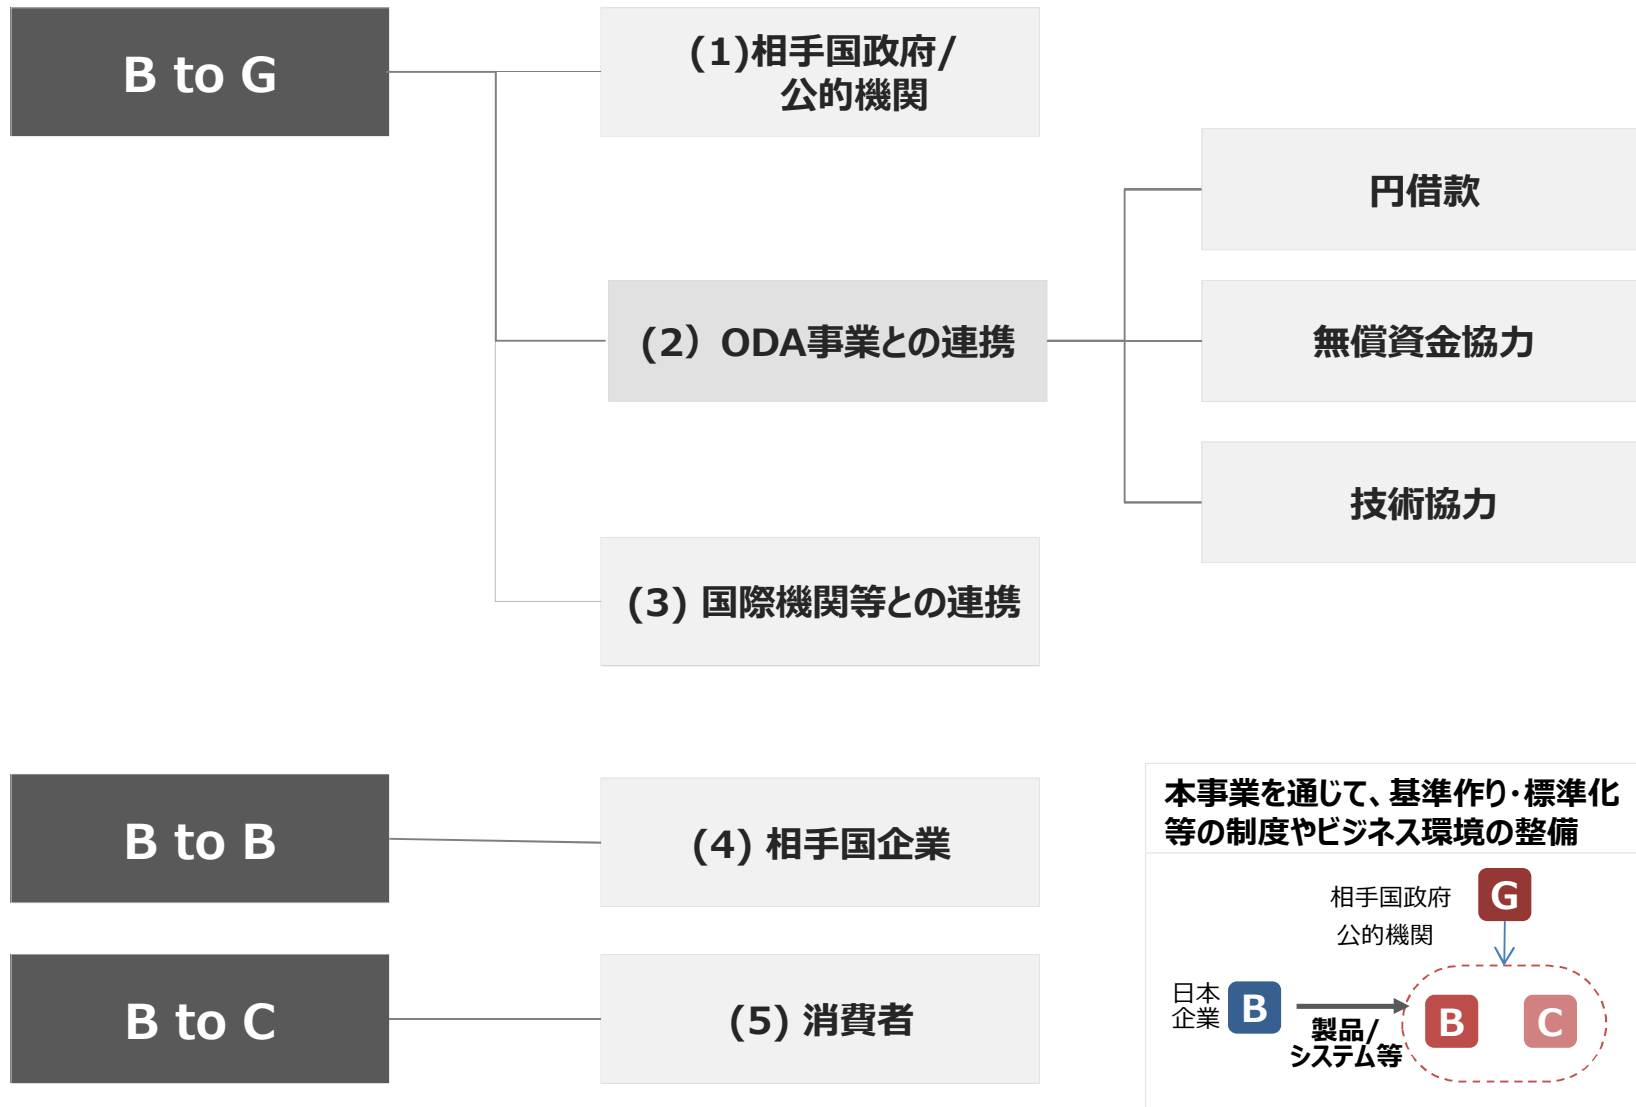 B to G
(1)相手国政府/
公的機関
円借款
(2）ODA事業との連携
無償資金協力
技術協力
(3) 国際機関等との連携
B to B
(4) 相手国企業
B to C
(5) 消費者
本事業を通じて、基準作り・標準化
等の制度やビジネス環境の整備
相手国政府
公的機関
G
日本
企業
B
製品/
システム等
B
C